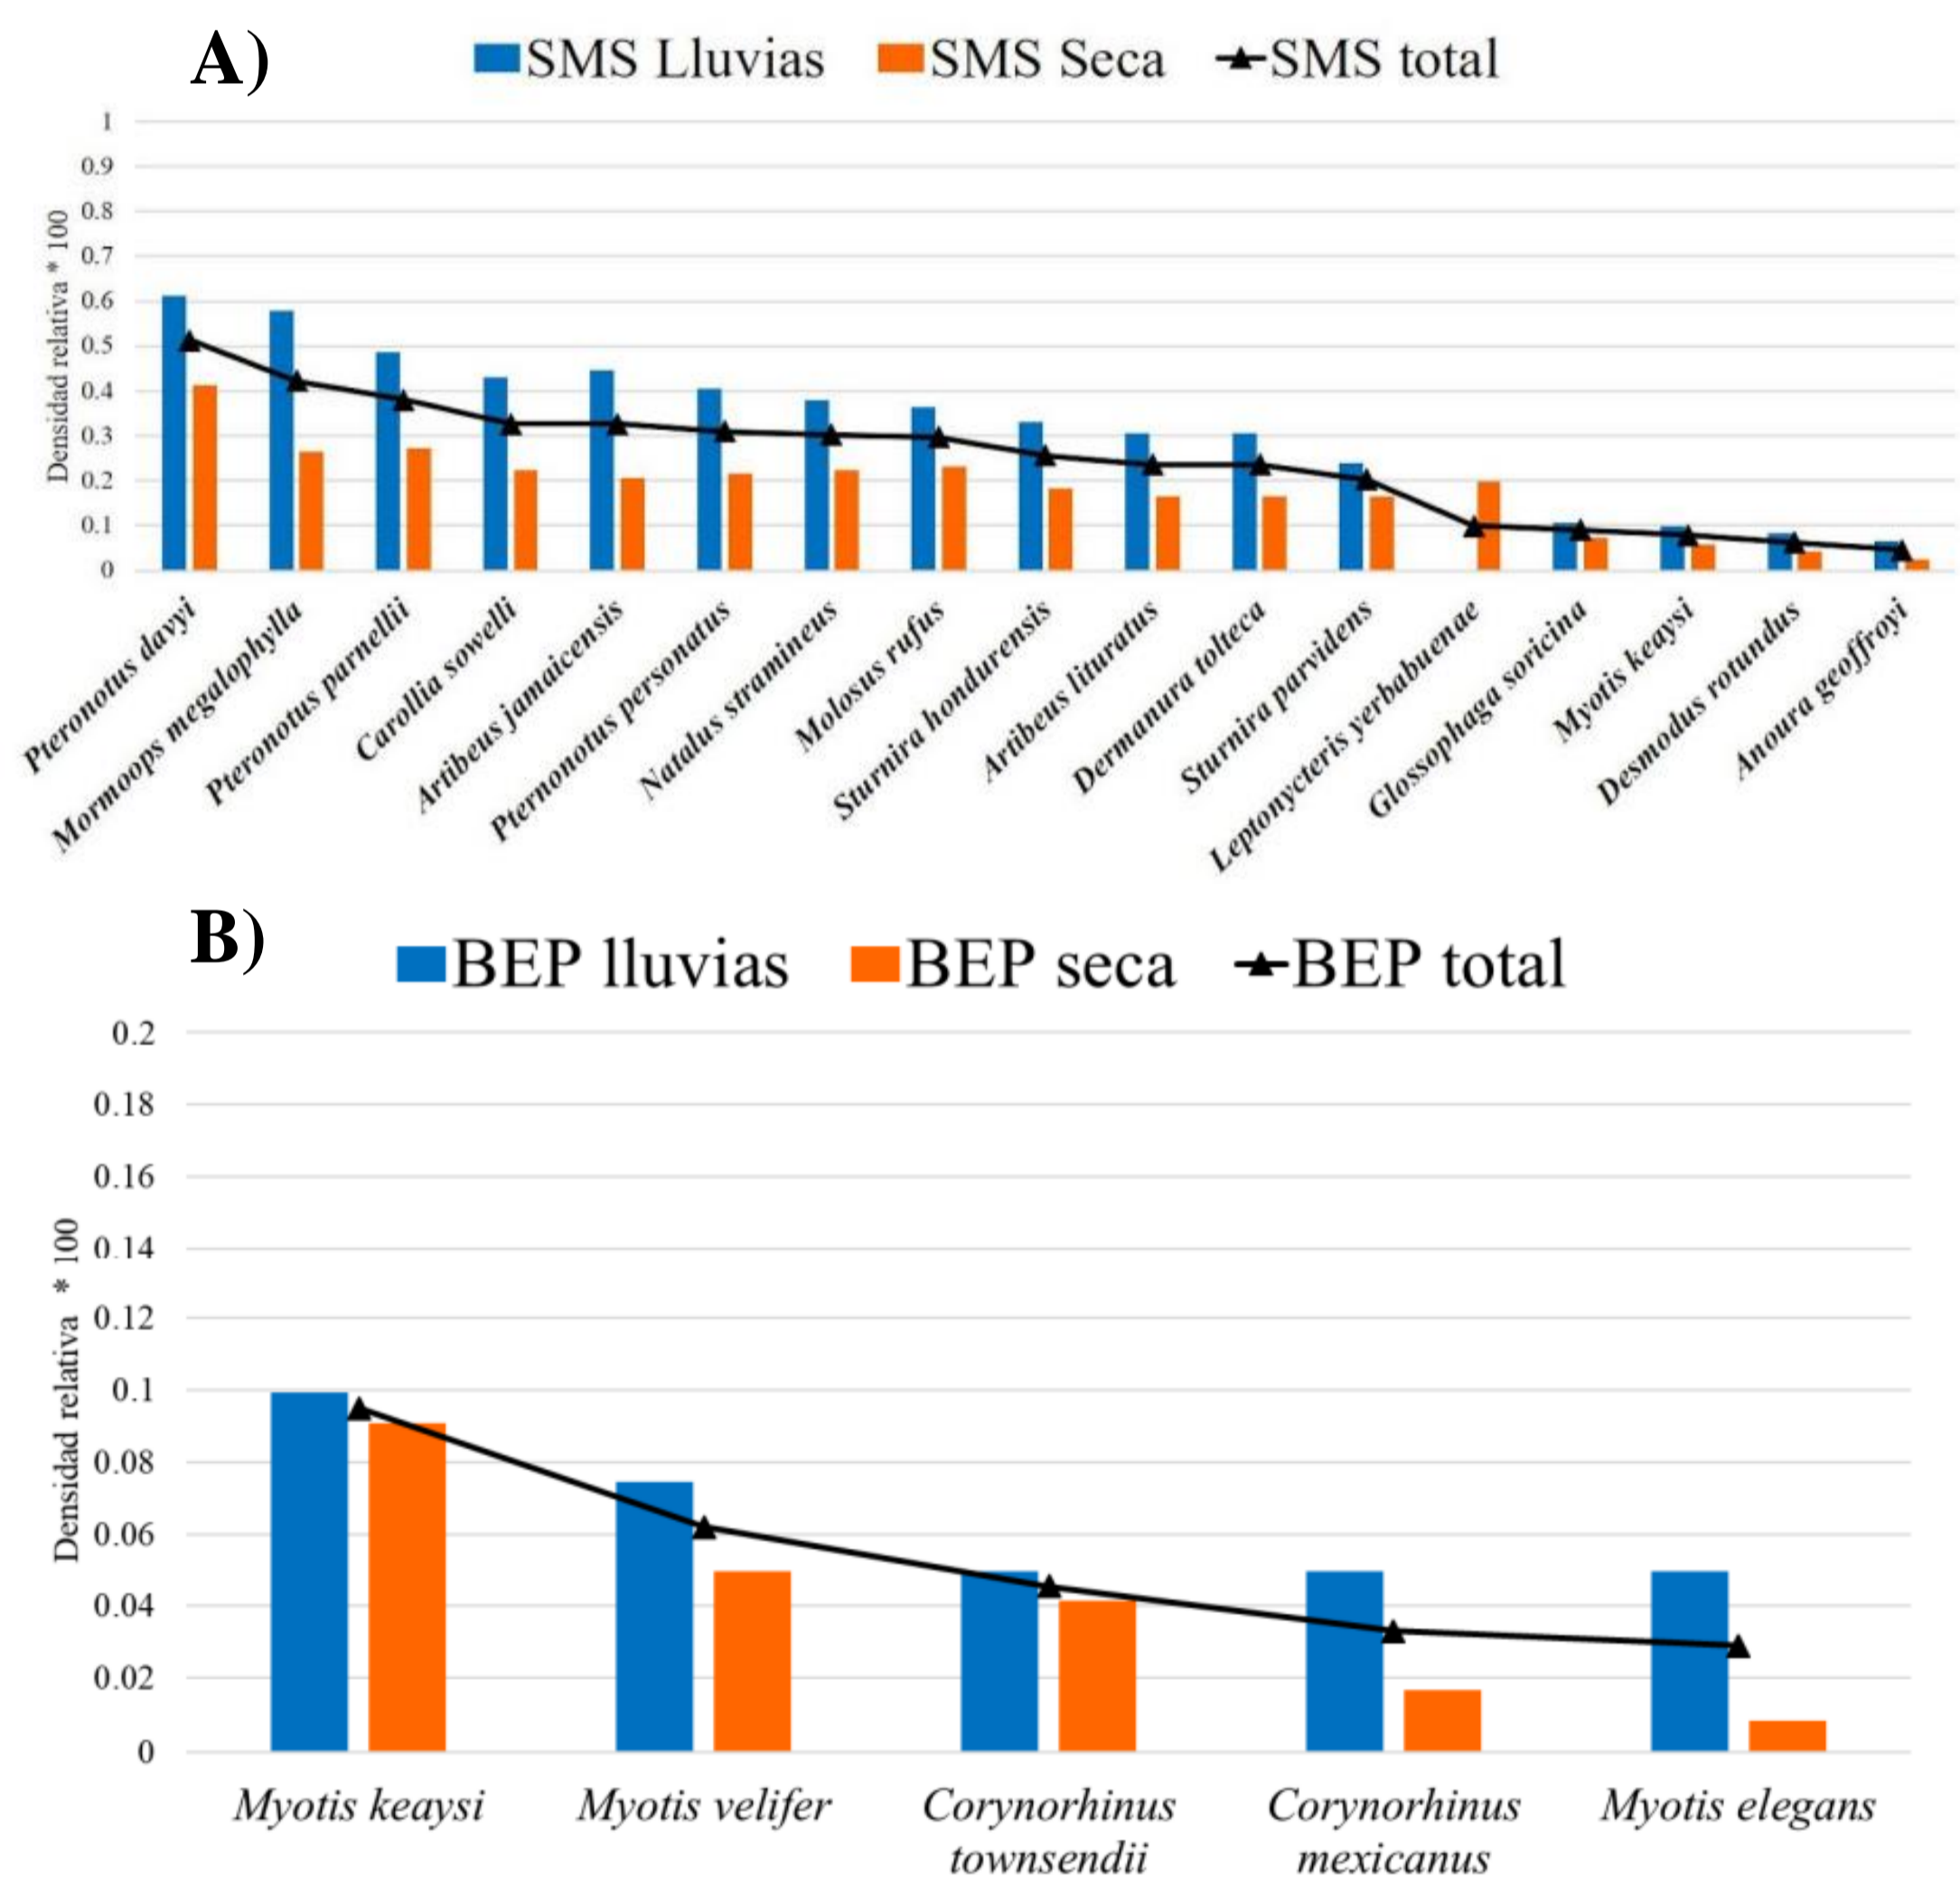 A)
SMS Lluvias SMS Seca SMS total
Densidad relativa * 100
1
0.9
0.8
0.7
0.6
0.5
0.4
0.3
0.2
0.1
0
Pteronotus davyi
Mormoops megalophylla
Pteronotus parnellii
Carollia sowelli
Artibeus jamaicensis
Pternonotus personatus
Natalus stramineus
Molosus rufus
Sturnira hondurensis
Artibeus lituratus
Dermanura tolteca
Sturnira parvidens
Leptonycteris yerbabuenae
Glossophaga soricina
Myotis keaysi
Desmodus rotundus
Anoura geoffroyi
B)
BEP lluvias BEP seca BEP total
Densidad relativa * 100
0.2
0.18
0.16
0.14
0.12
0.1
0.08
0.06
0.04
0.02
0
Myotis keaysi
Myotis velifer
Corynorhinus
townsendii
Corynorhinus
mexicanus
Myotis elegans